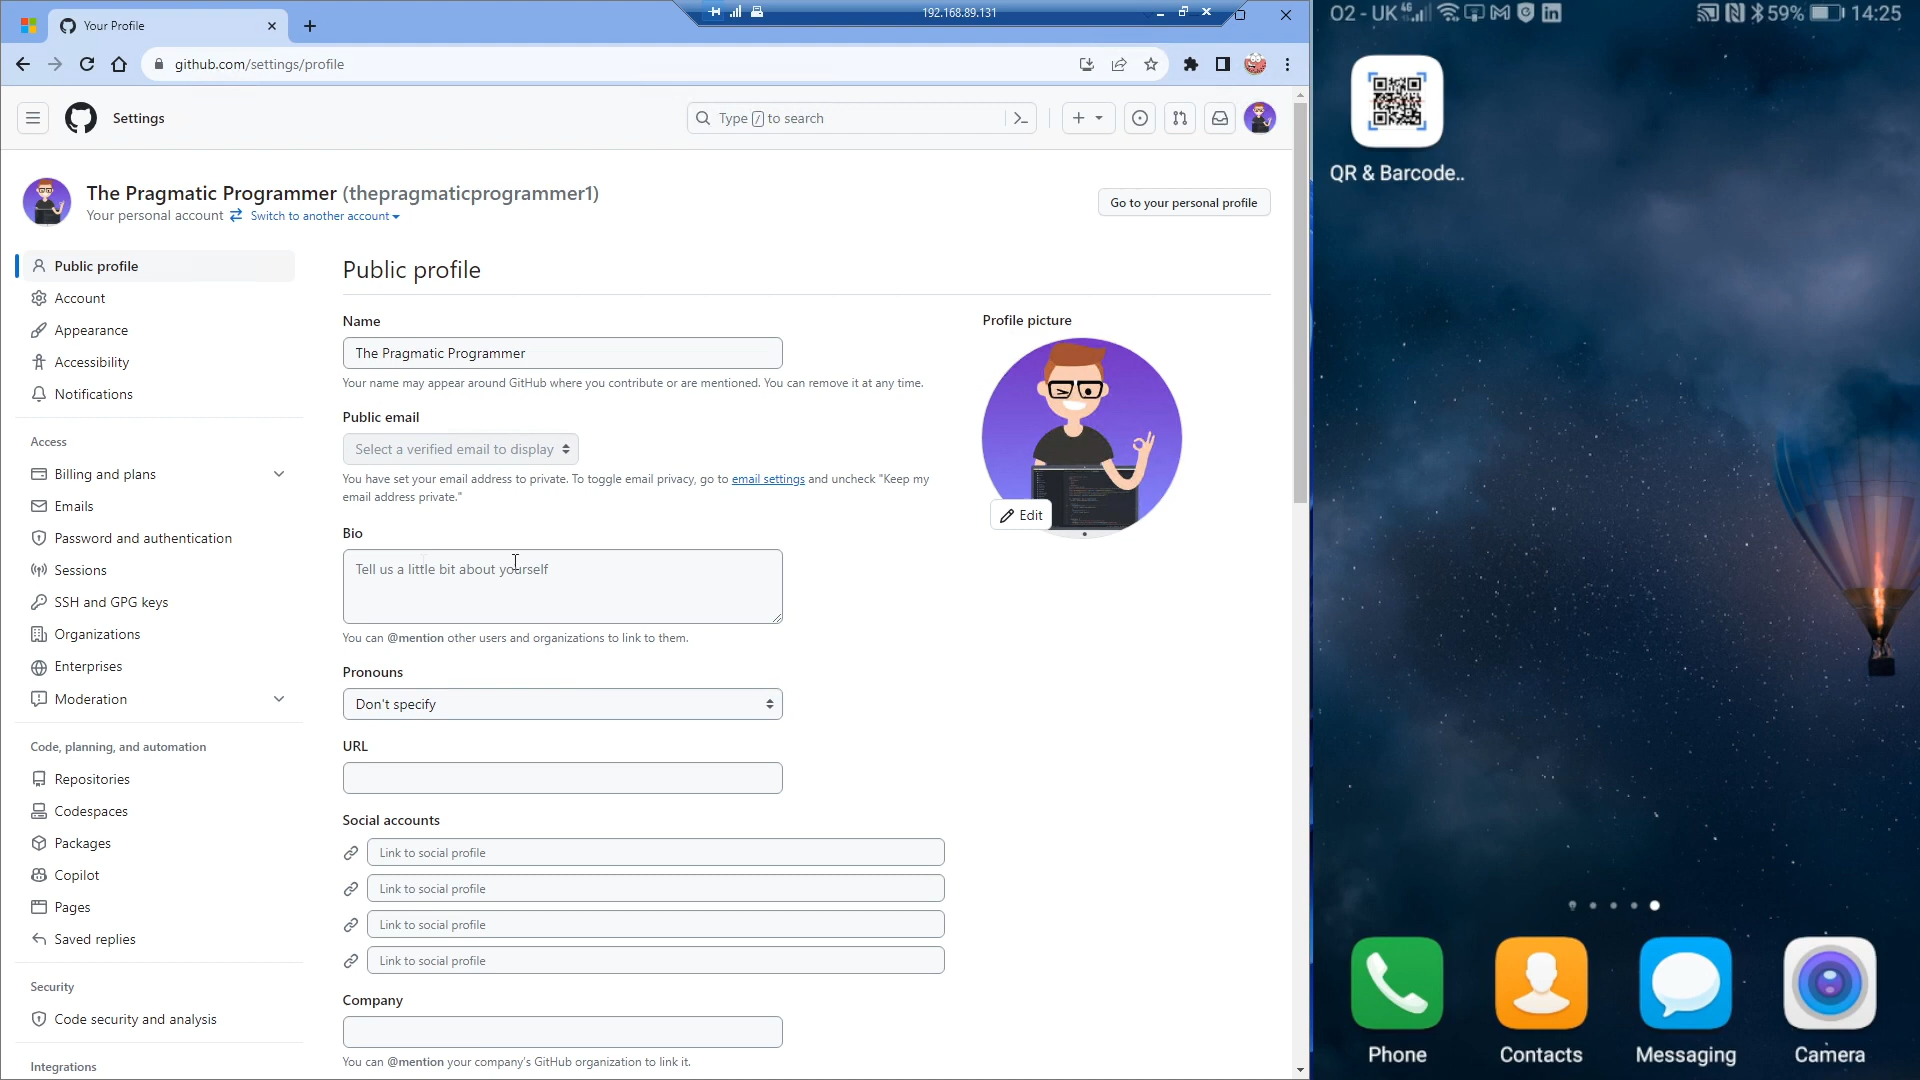 Your Profile
192.168.89.131
github.com/settings/profile
Settings
Type / to search
The Pragmatic Programmer (thepragmaticprogrammer1)
Your personal account Switch to another account
Go to your personal profile
Public profile
Account
Appearance
Accessibility
Notifications
Access
Billing and plans
Emails
Password and authentication
Sessions
SSH and GPG keys
Organizations
Enterprises
Moderation
Code, planning, and automation
Repositories
Codespaces
Packages
Copilot
Pages
Saved replies
Security
Code security and analysis
Integrations
Public profile
Name
The Pragmatic Programmer
Your name may appear around GitHub where you contribute or are mentioned. You can remove it at any time.
Public email
Select a verified email to display
You have set your email address to private. To toggle email privacy, go to email settings and uncheck "Keep my
email address private."
Bio
Tell us a little bit about yourself
You can @mention other users and organizations to link to them.
Pronouns
Don't specify
URL
Social accounts
Link to social profile
Link to social profile
Link to social profile
Link to social profile
Company
You can @mention your company's GitHub organization to link it.
Profile picture
Edit
O2 - UK 4G 59% 14:25
QR & Barcode..
Phone
Contacts
Messaging
Camera